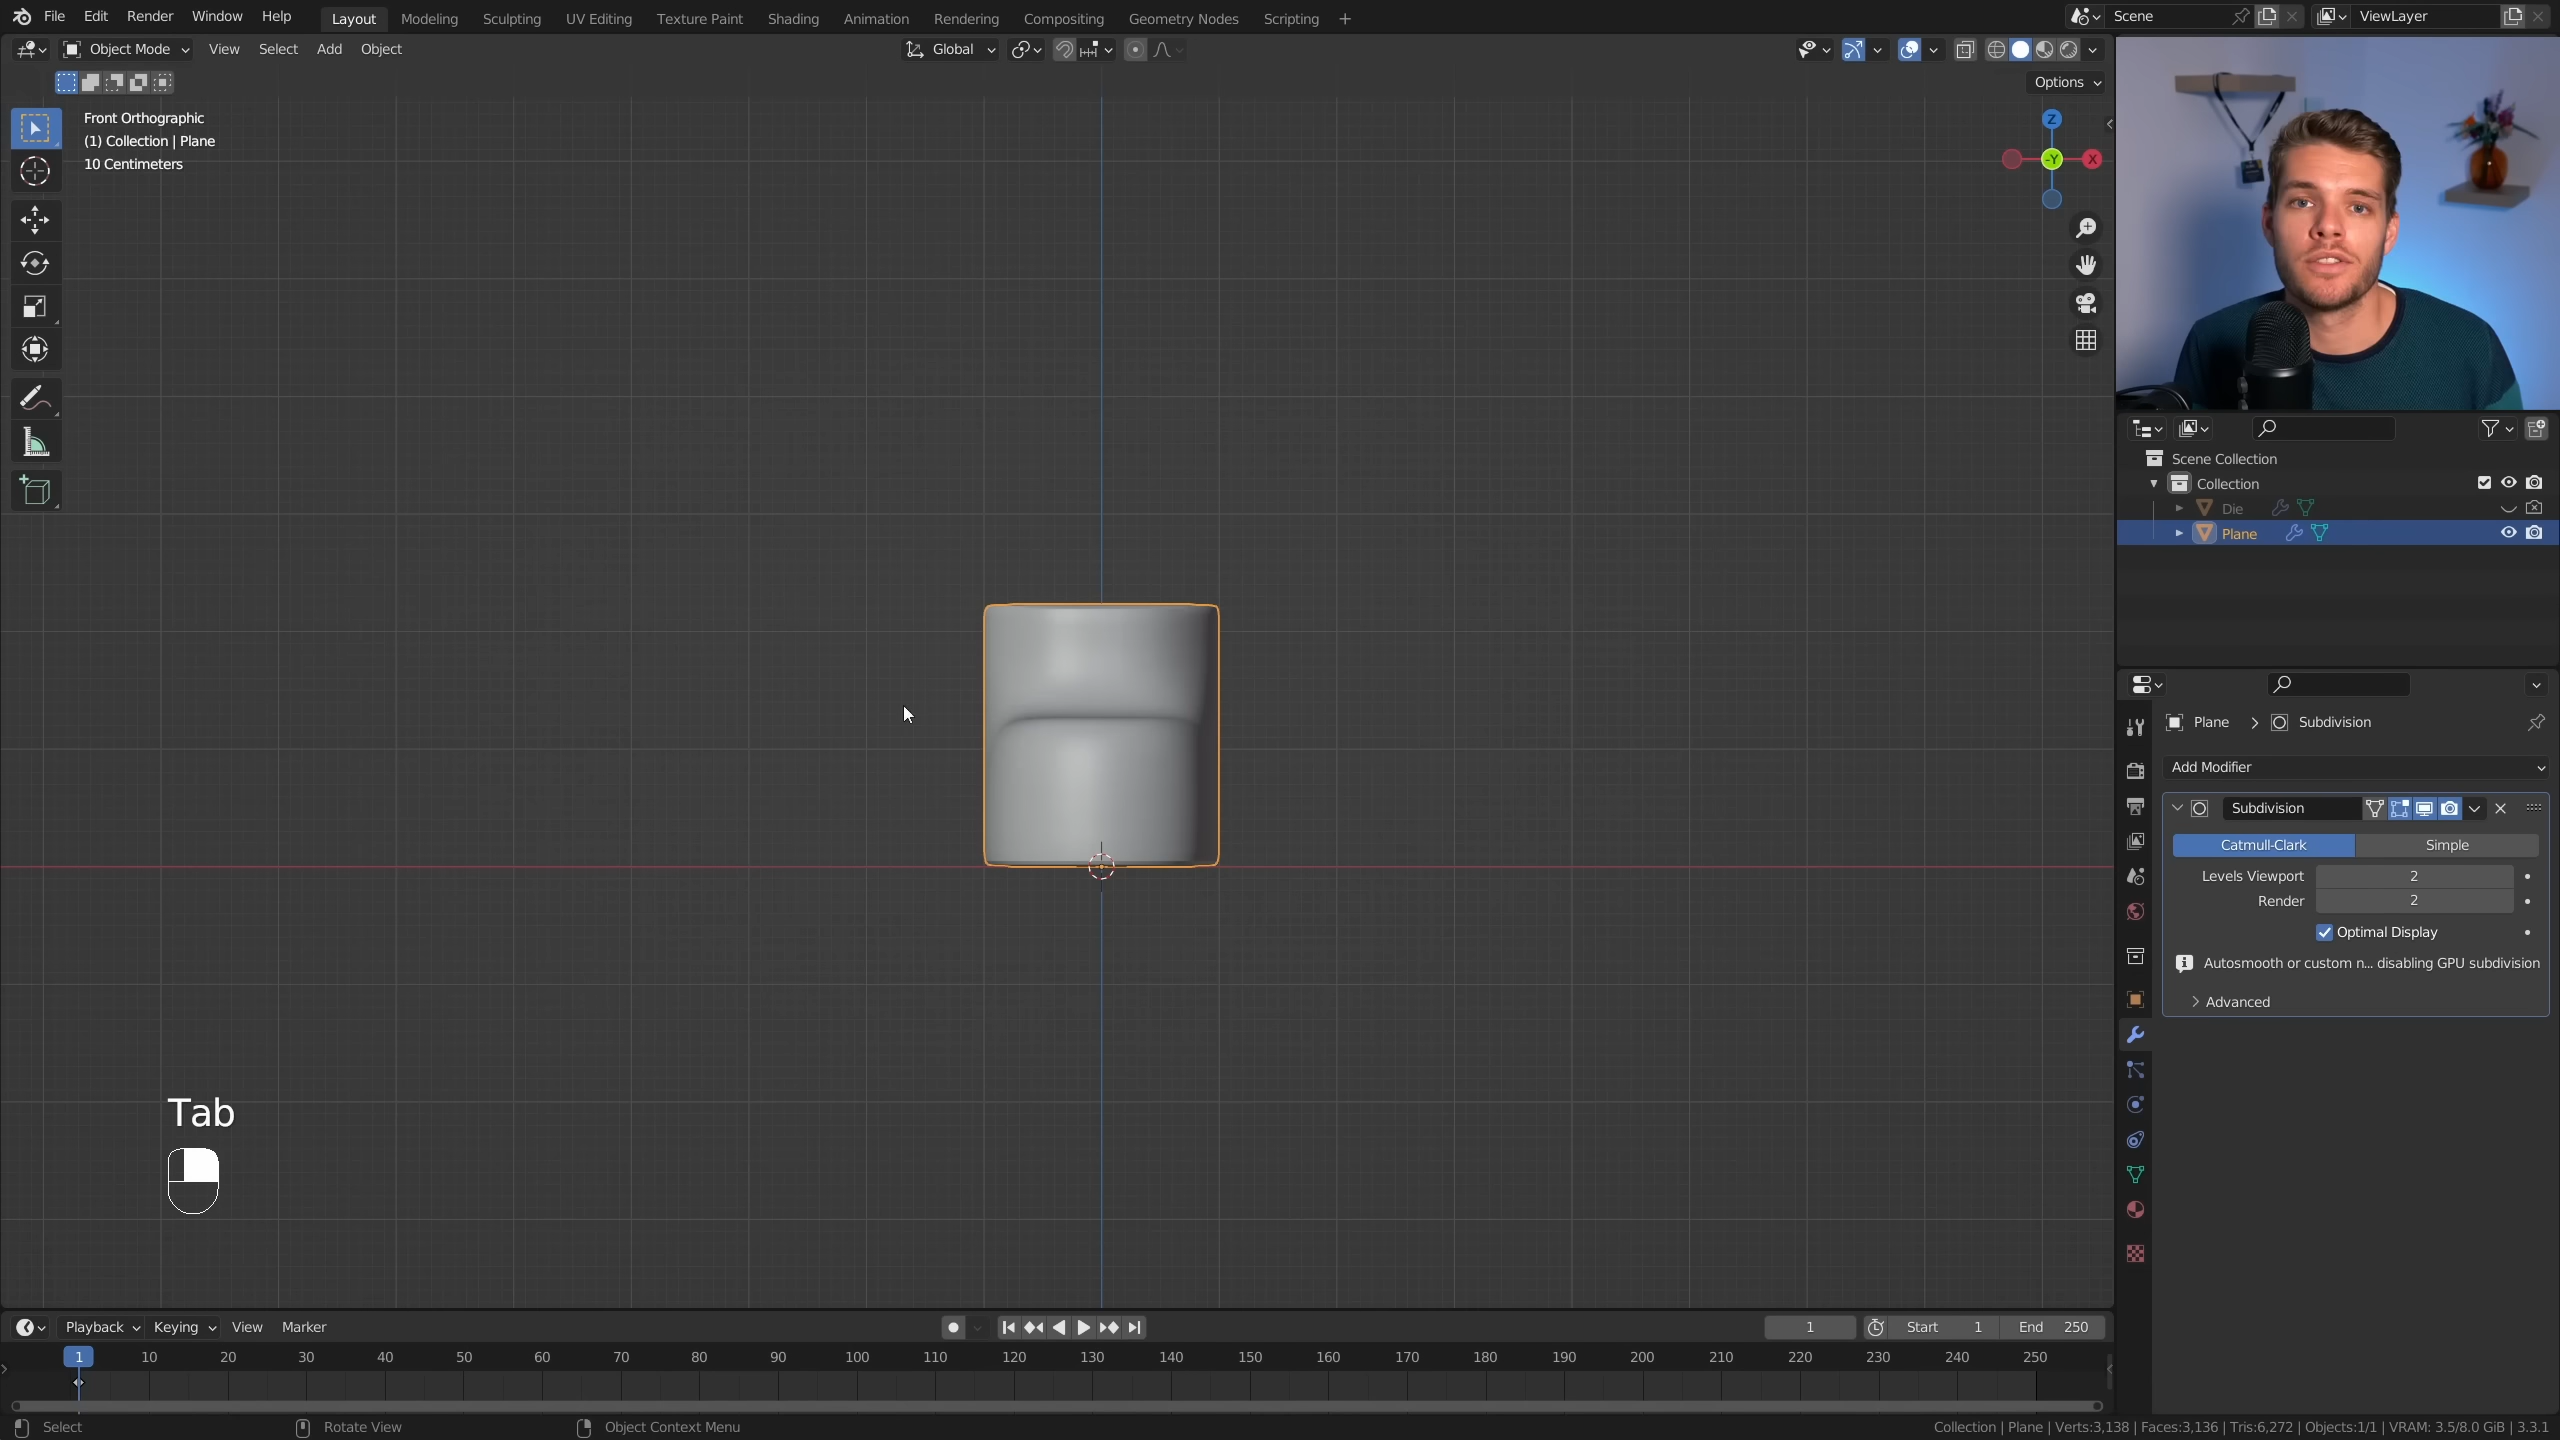 File Edit Render Window Help Layout Modeling Sculpting UV Editing Texture Paint Shading Animation Rendering Compositing Geometry Nodes Scripting + Scene ViewLayer
Object Mode View Select Add Object Global
Options
Front Orthographic
(1) Collection | Plane
10 Centimeters
Z
-Y X
Scene Collection
Collection
Die
Plane
Plane > Subdivision
Add Modifier
Subdivision
Catmull-Clark Simple
Levels Viewport 2
Render 2
Optimal Display
Autosmooth or custom n... disabling GPU subdivision
Advanced
Tab
Playback Keying View Marker 1 Start 1 End 250
1 10 20 30 40 50 60 70 80 90 100 110 120 130 140 150 160 170 180 190 200 210 220 230 240 250
Select Rotate View Object Context Menu Collection | Plane | Verts:3,138 | Faces:3,136 | Tris:6,272 | Objects:1/1 | VRAM: 3.5/8.0 GiB | 3.3.1